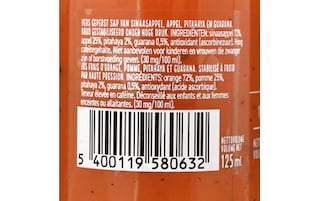 VERS GEPERST SAP VAN SINAASAPPEL, APPEL, PITAHAYA EN GUARANA.
KOUD GESTABILISEERD ONDER HOGE DRUK. INGREDIËNTEN: sinaasappel 72%,
appel 25%, pitahaya 2%, guarana 0,5%, antioxidant (ascorbinezuur). Hoog
cafeïnegehalte. Niet aanbevolen voor kinderen en vrouwen die zwanger
zijn of borstvoeding geven. (30 mg/100 ml).
JUS FRAIS D'ORANGE, POMME, PITAHAYA ET GUARANA. STABILISÉ À FROID
PAR HAUTE PRESSION. INGRÉDIENTS: orange 72%, pomme 25%,
pitahaya 2%, guarana 0,5%, antioxydant (acide ascorbique).
Teneur élevée en caféine. Déconseillé aux enfants et aux femmes
enceintes ou allaitantes. (30 mg/100 ml).
5 400119 580632
NETTOVOLUME
VOLUME NET
125 ml